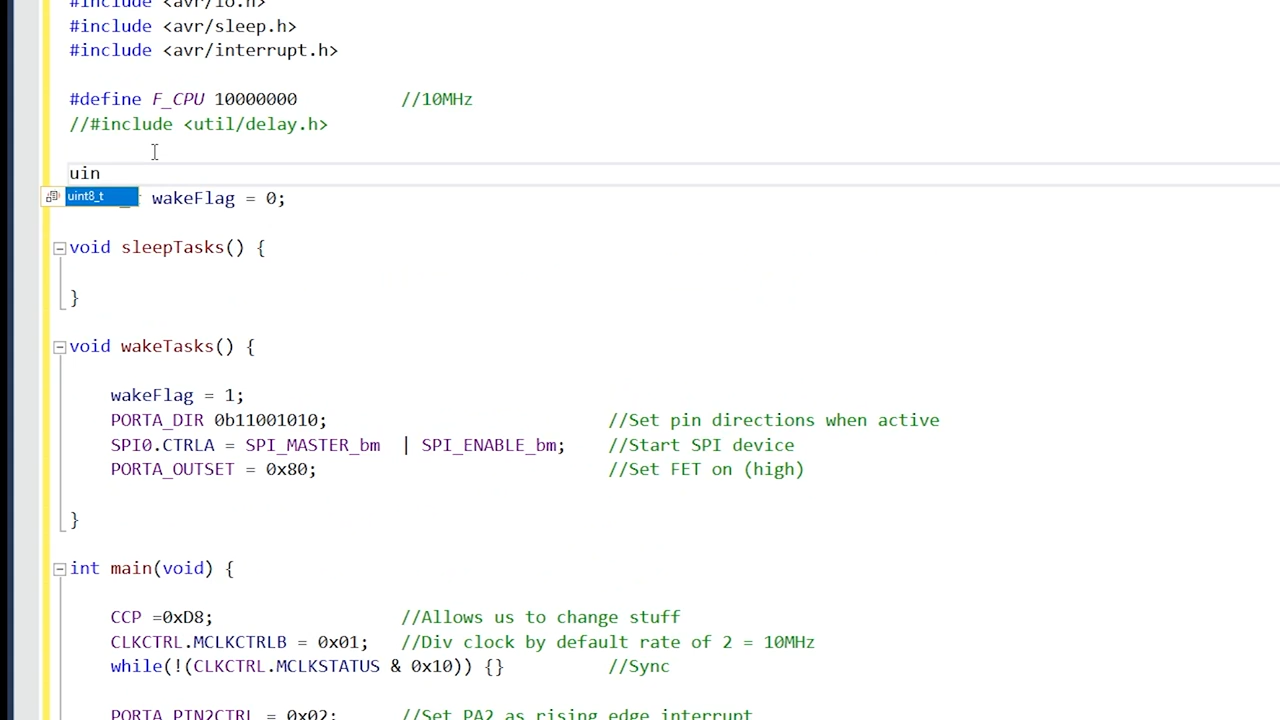 #include <avr/io.h>
#include <avr/sleep.h>
#include <avr/interrupt.h>
#define F_CPU 10000000 //10MHz
//#include <util/delay.h>
uin
uint8_t
wakeFlag = 0;
void sleepTasks() {
}
void wakeTasks() {
wakeFlag = 1;
PORTA_DIR 0b11001010; //Set pin directions when active
SPI0.CTRLA = SPI_MASTER_bm | SPI_ENABLE_bm; //Start SPI device
PORTA_OUTSET = 0x80; //Set FET on (high)
}
int main(void) {
CCP =0xD8; //Allows us to change stuff
CLKCTRL.MCLKCTRLB = 0x01; //Div clock by default rate of 2 = 10MHz
while(!(CLKCTRL.MCLKSTATUS & 0x10)) {} //Sync
PORTA_PIN2CTRL = 0x02; //Set PA2 as rising edge interrupt